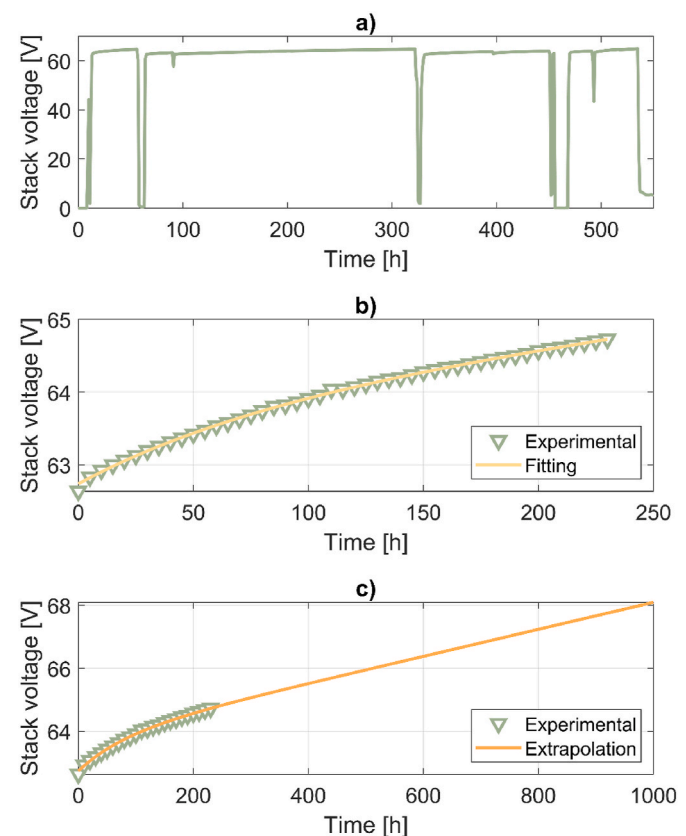 a)
Stack voltage [V]
60
40
20
0
0 100 200 300 400 500
Time [h]
b)
Stack voltage [V]
65
64
63
Experimental
Fitting
0 50 100 150 200 250
Time [h]
c)
Stack voltage [V]
68
66
64
Experimental
Extrapolation
0 200 400 600 800 1000
Time [h]